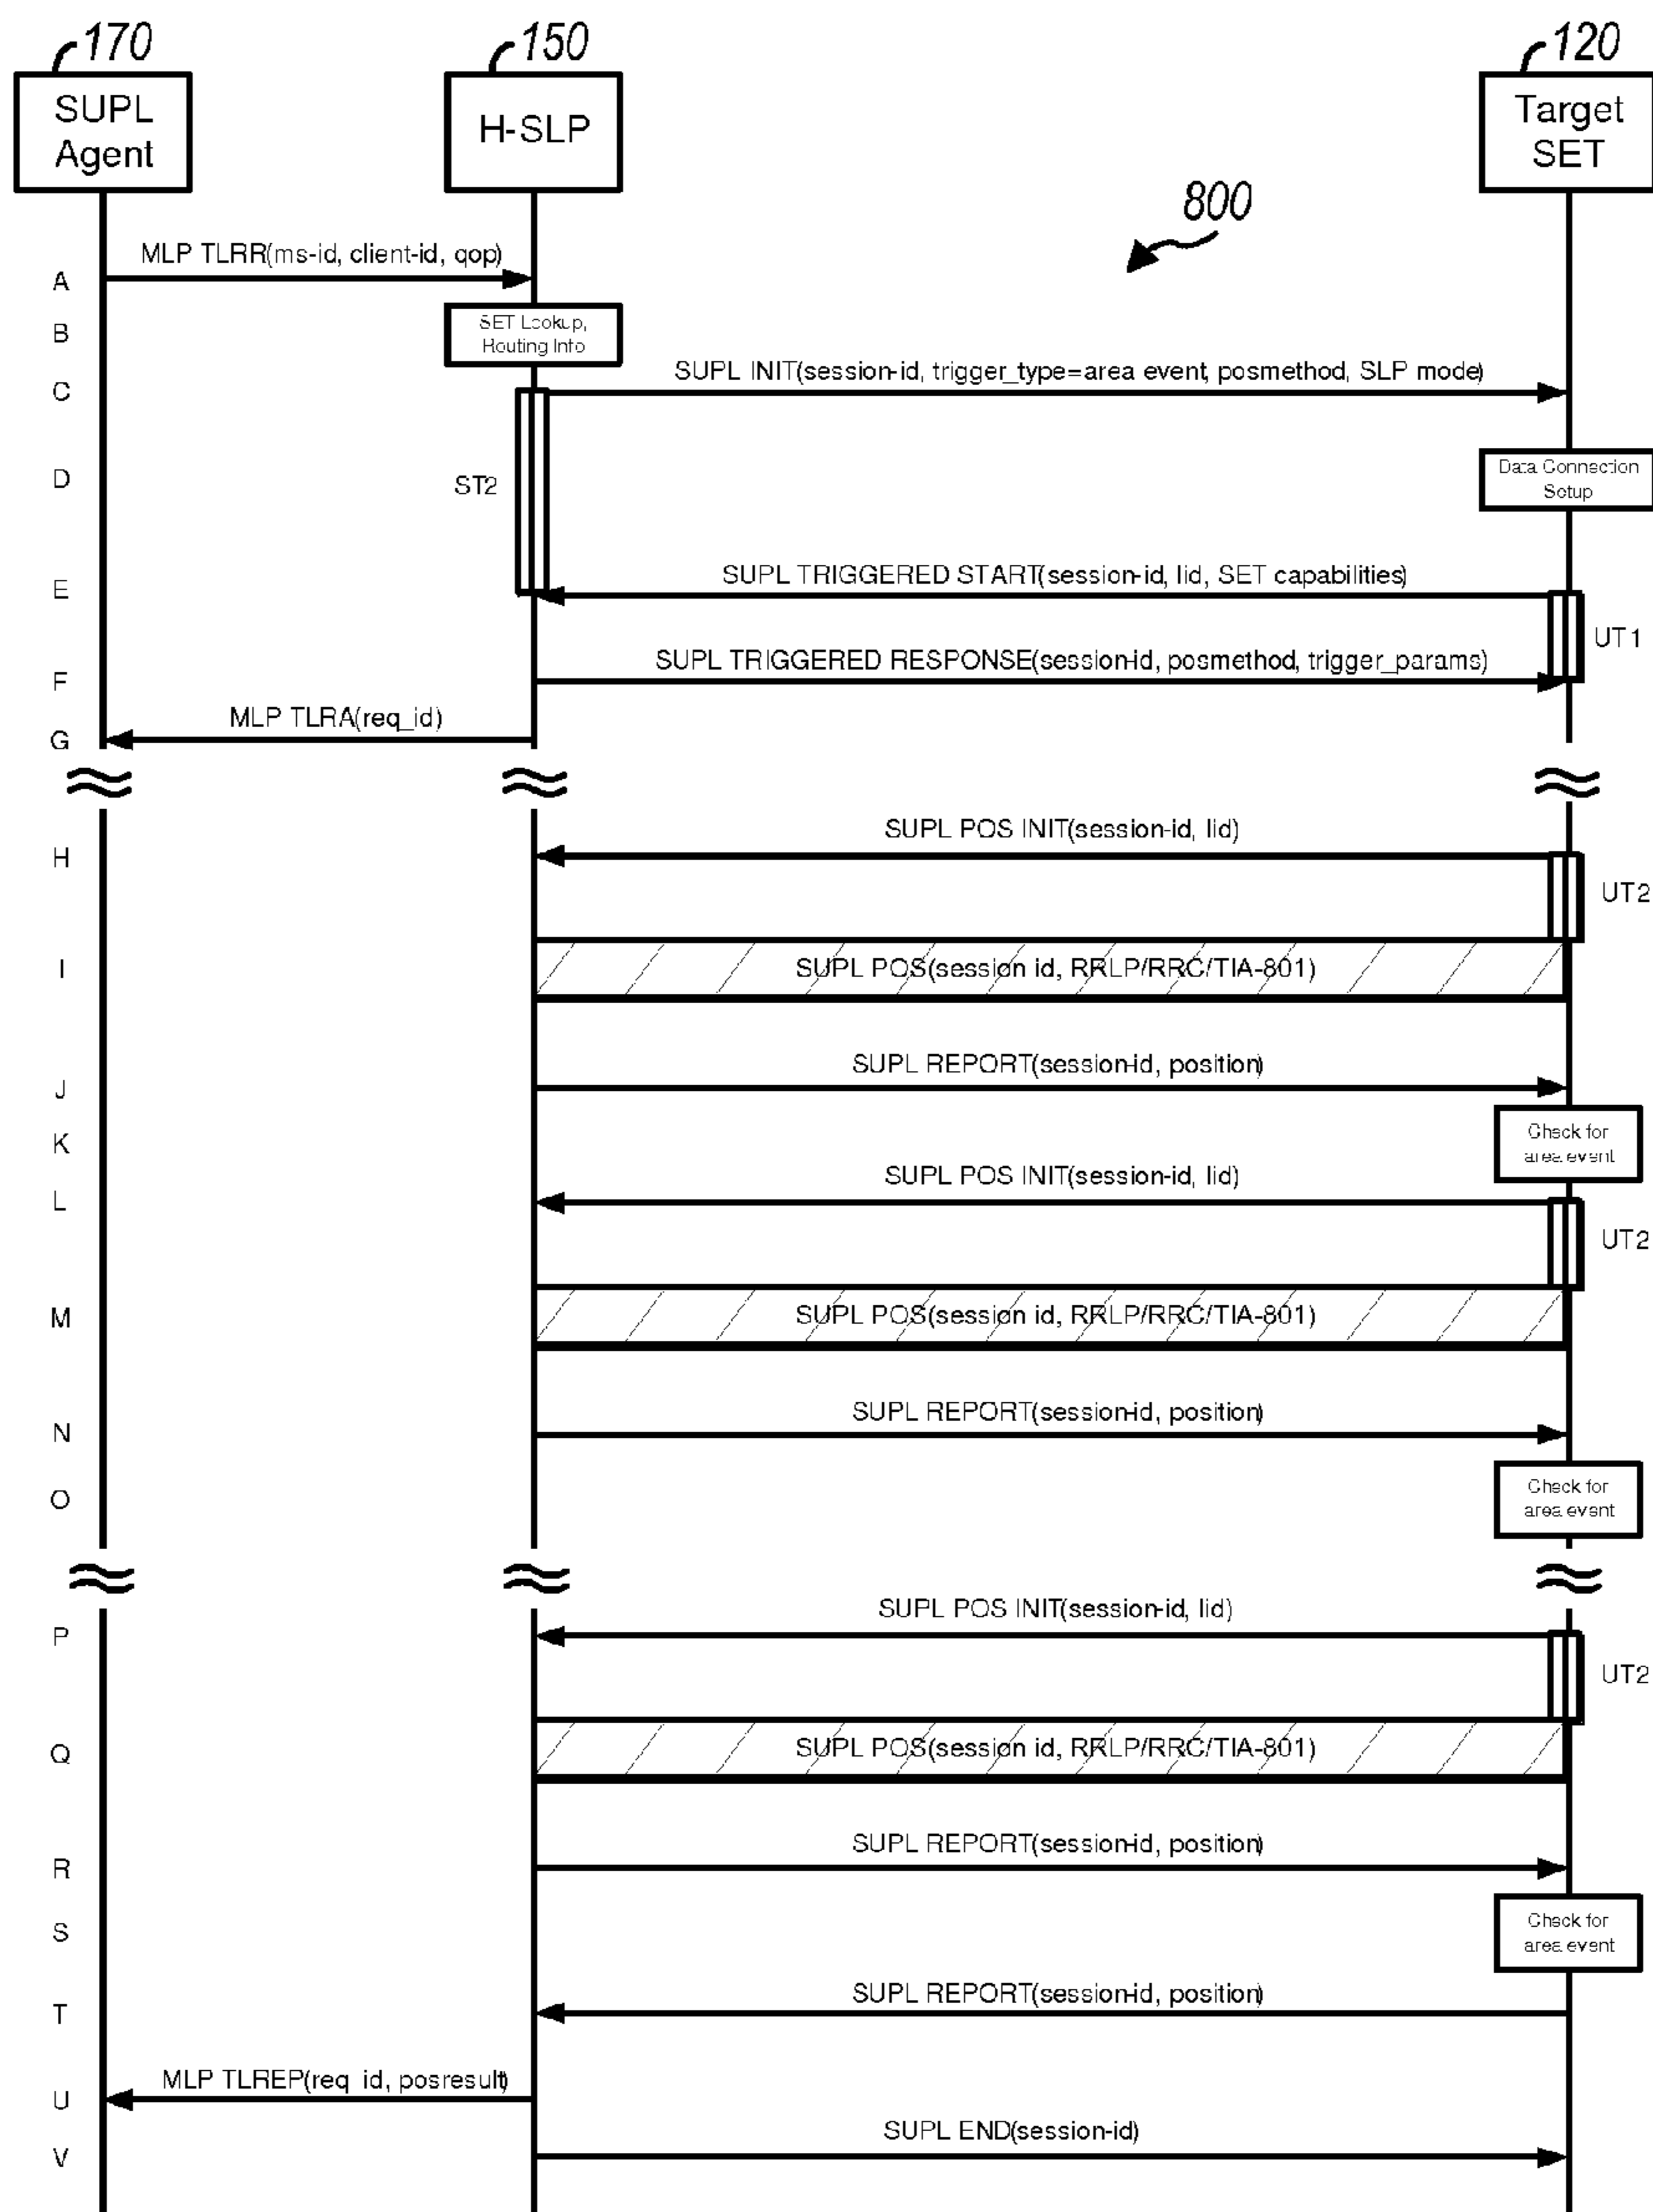 170
150
120
SUPL
Agent
H-SLP
Target
SET
800
MLP TLRR(ms-id, client-id, qop)
A
B
SET Lookup,
Routing Info
SUPL INIT(session-id, trigger_type=area event, posmethod, SLP mode)
C
D
ST2
Data Connection
Setup
SUPL TRIGGERED START(session-id, lid, SET capabilities)
E
UT1
SUPL TRIGGERED RESPONSE(session-id, posmethod, trigger_params)
F
MLP TLRA(req_id)
G
SUPL POS INIT(session-id, lid)
H
UT2
I
SUPL POS(session id, RRLP/RRC/TIA-801)
SUPL REPORT(session-id, position)
J
K
Check for
area event
SUPL POS INIT(session-id, lid)
L
UT2
M
SUPL POS(session id, RRLP/RRC/TIA-801)
SUPL REPORT(session-id, position)
N
O
Check for
area event
SUPL POS INIT(session-id, lid)
P
UT2
Q
SUPL POS(session id, RRLP/RRC/TIA-801)
SUPL REPORT(session-id, position)
R
S
Check for
area event
SUPL REPORT(session-id, position)
T
MLP TLREP(req_id, posresult)
U
SUPL END(session-id)
V